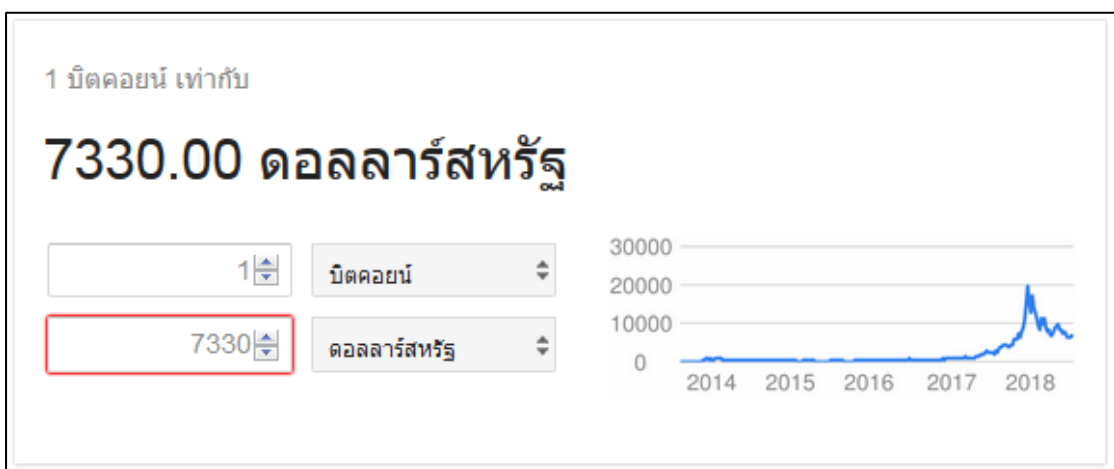 1 บิตคอยน์ เท่ากับ
7330.00 ดอลลาร์สหรัฐ
1 บิตคอยน์
7330 ดอลลาร์สหรัฐ
30000
20000
10000
0
2014 2015 2016 2017 2018